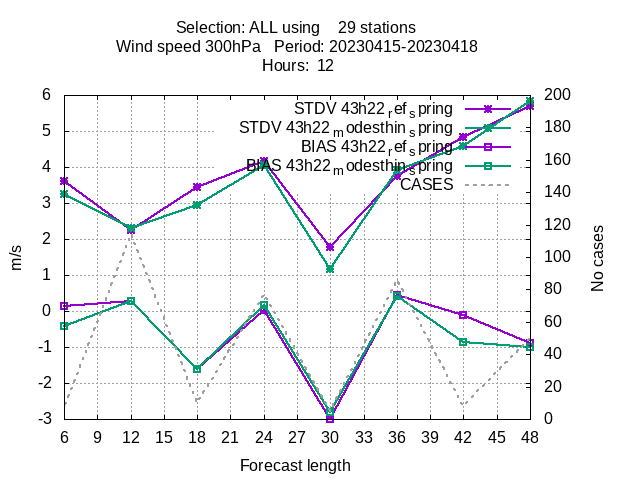 Selection: ALL using    29 stations
Wind speed 300hPa   Period: 20230415-20230418
Hours:  12
STDV 43h22_ref_spring
STDV 43h22_modesthin_spring
BIAS 43h22_ref_spring
BIAS 43h22_modesthin_spring
CASES
6
5
4
3
2
1
0
-1
-2
-3
m/s
200
180
160
140
120
100
80
60
40
20
0
No cases
6 9 12 15 18 21 24 27 30 33 36 39 42 45 48
Forecast length